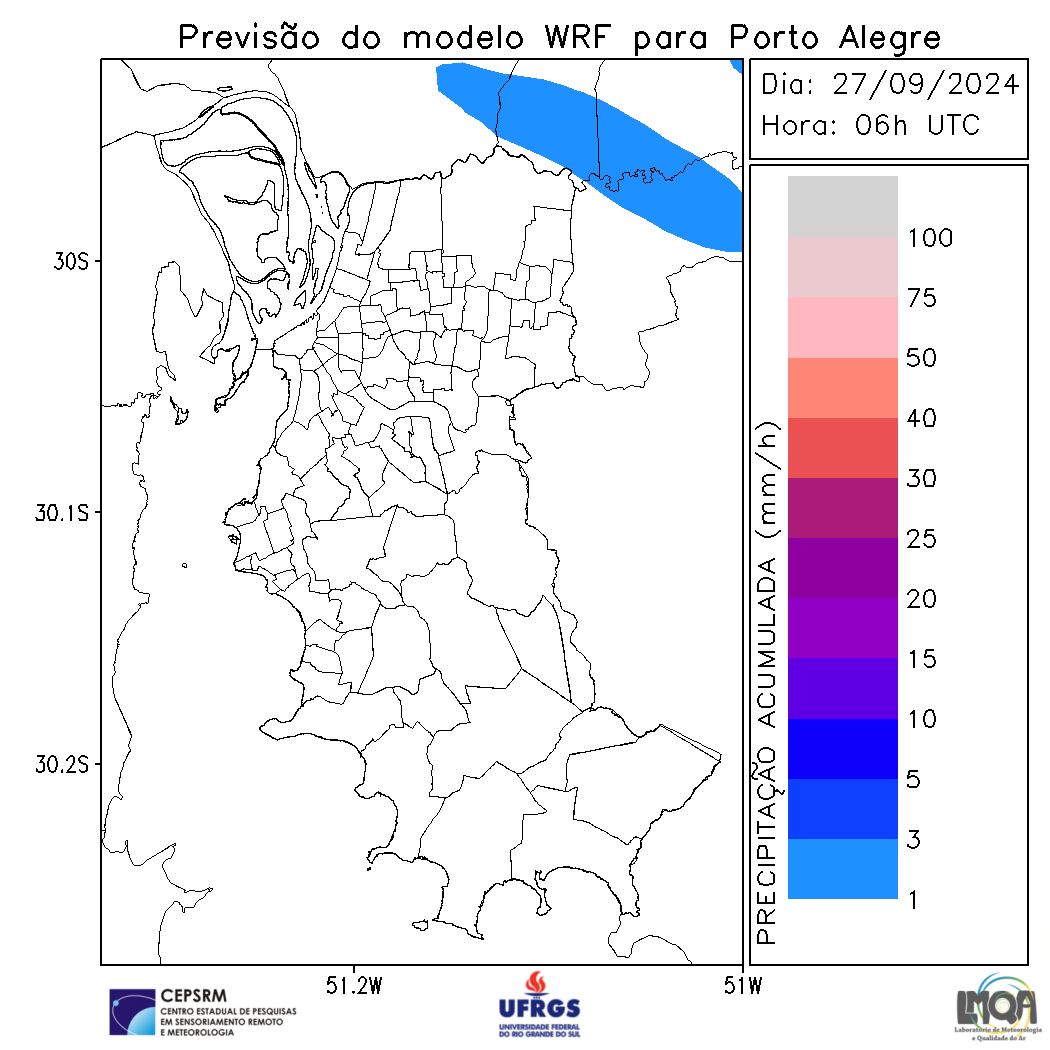 Previsão do modelo WRF para Porto Alegre
Dia: 27/09/2024
Hora: 06h UTC
30S
30.1S
30.2S
51.2W
51W
PRECIPITAÇÃO ACUMULADA (mm/h)
100
75
50
40
30
25
20
15
10
5
3
1
CEPSRM
CENTRO ESTADUAL DE PESQUISAS
EM SENSORIAMENTO REMOTO
E METEOROLOGIA
UFRGS
UNIVERSIDADE FEDERAL
DO RIO GRANDE DO SUL
LMQA
Laboratório de Meteorologia
e Qualidade do Ar